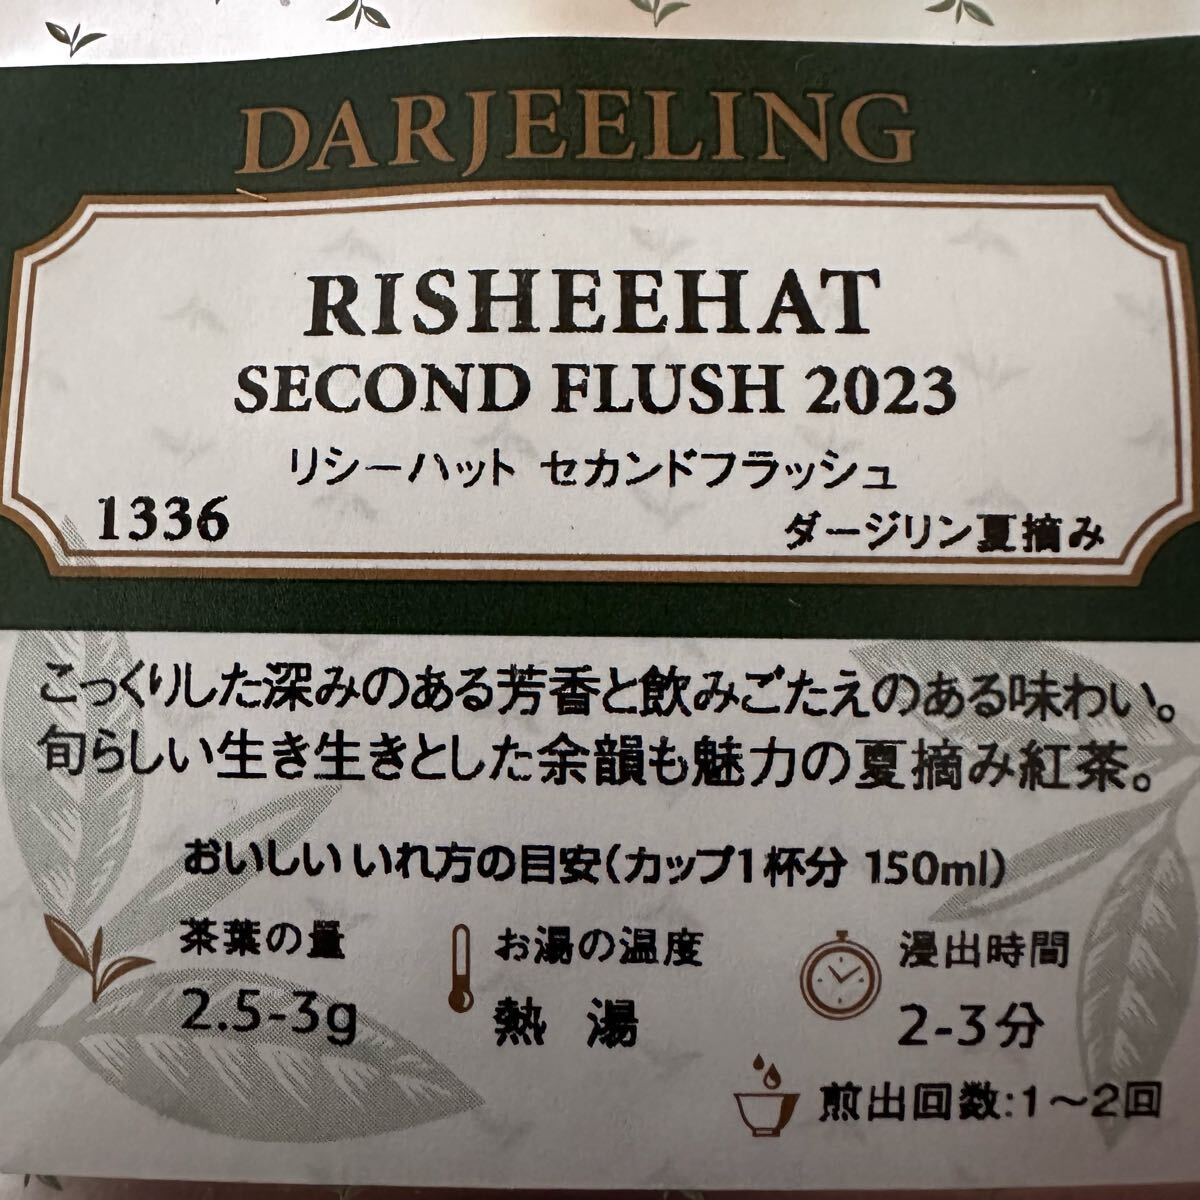 DARJEELING
RISHEEHAT
SECOND FLUSH 2023
リシーハット セカンドフラッシュ
1336
ダージリン夏摘み
こっくりした深みのある芳香と飲みごたえのある味わい。
旬らしい生き生きとした余韻も魅力の夏摘み紅茶。
おいしいいれ方の目安(カップ1杯分 150ml)
茶葉の量
2.5-3g
お湯の温度
熱 湯
浸出時間
2-3分
煎出回数:1〜2回